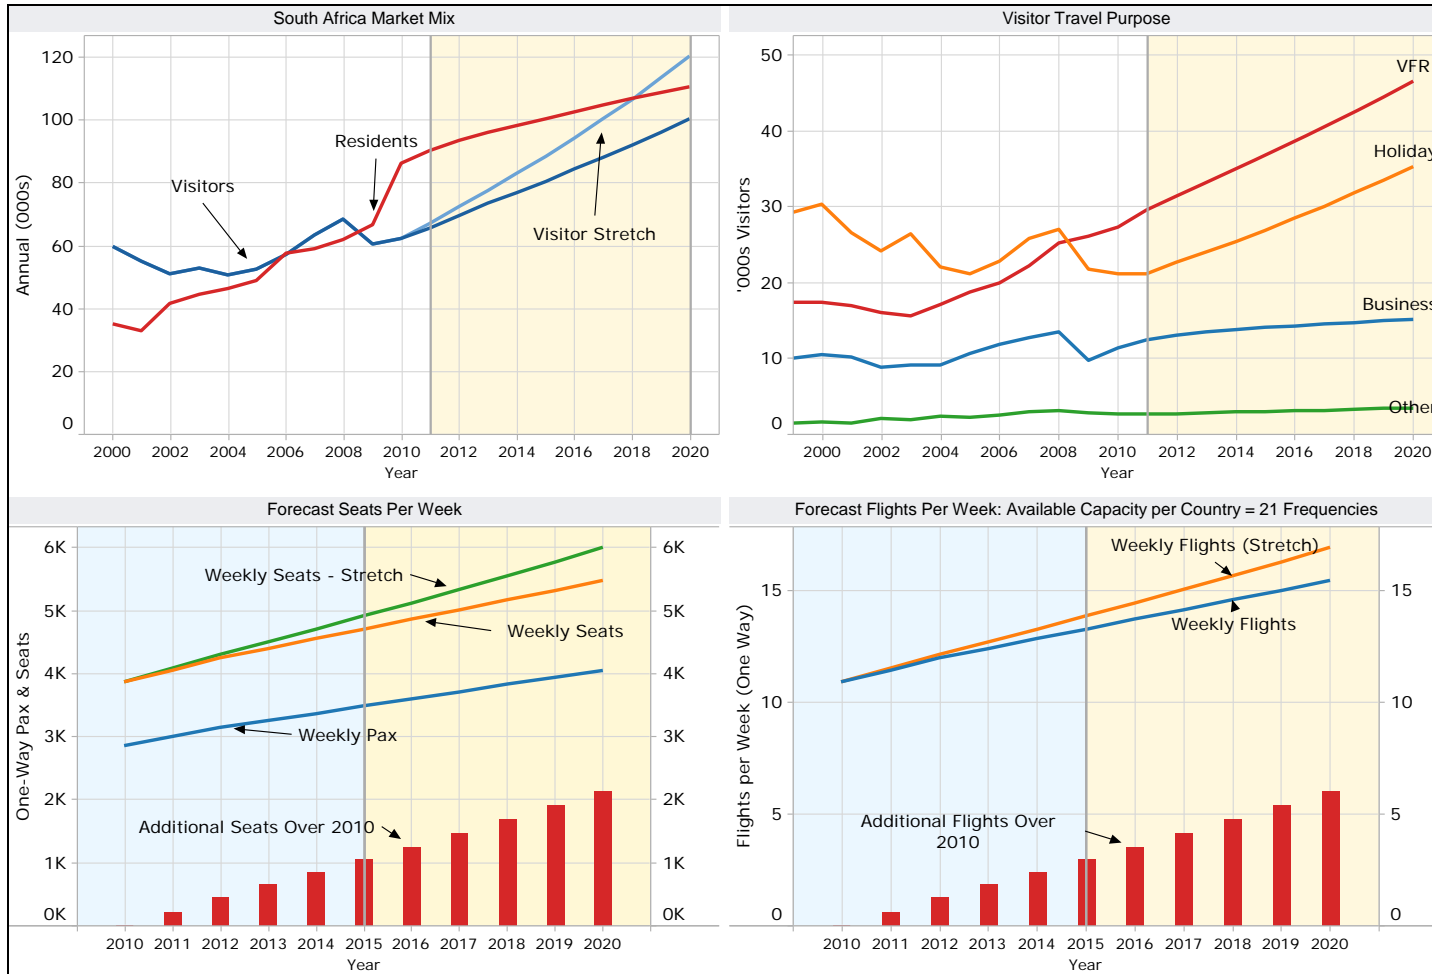 South Africa Market Mix
Annual (000s)
120
100
80
60
40
20
0
Visitors
Residents
Visitor Stretch
2000 2002 2004 2006 2008 2010 2012 2014 2016 2018 2020
Year
Visitor Travel Purpose
'000s Visitors
50
40
30
20
10
0
VFR
Holiday
Business
Other
2000 2002 2004 2006 2008 2010 2012 2014 2016 2018 2020
Year
Forecast Seats Per Week
One-Way Pax & Seats
6K 6K
5K 5K
4K 4K
3K 3K
2K 2K
1K 1K
0K 0K
Weekly Seats - Stretch
Weekly Seats
Weekly Pax
Additional Seats Over 2010
2010 2011 2012 2013 2014 2015 2016 2017 2018 2019 2020
Year
Forecast Flights Per Week: Available Capacity per Country = 21 Frequencies
Flights per Week (One Way)
15 15
10 10
5 5
0 0
Weekly Flights (Stretch)
Weekly Flights
Additional Flights Over
2010
2010 2011 2012 2013 2014 2015 2016 2017 2018 2019 2020
Year